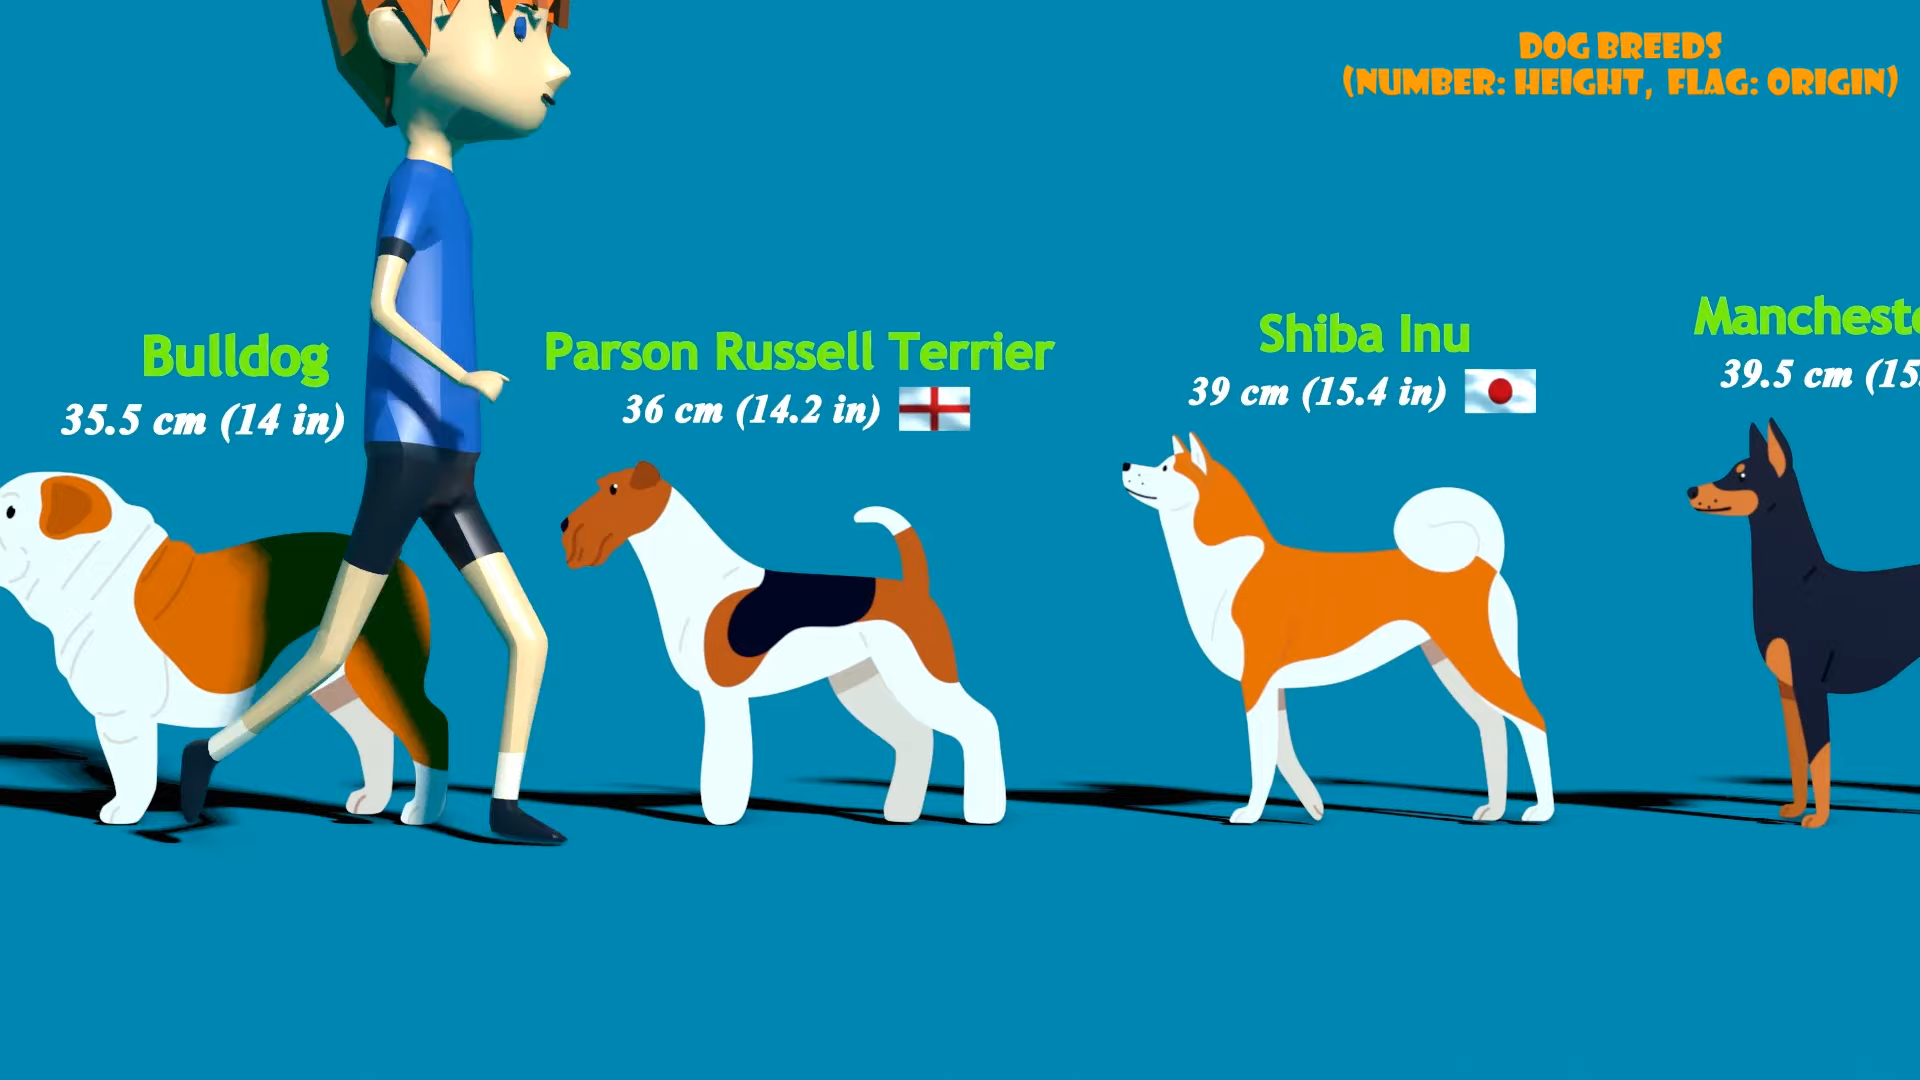 DOG BREEDS
(NUMBER: HEIGHT, FLAG: ORIGIN)
Bulldog
35.5 cm (14 in)
Parson Russell Terrier
36 cm (14.2 in)
Shiba Inu
39 cm (15.4 in)
39.5 cm